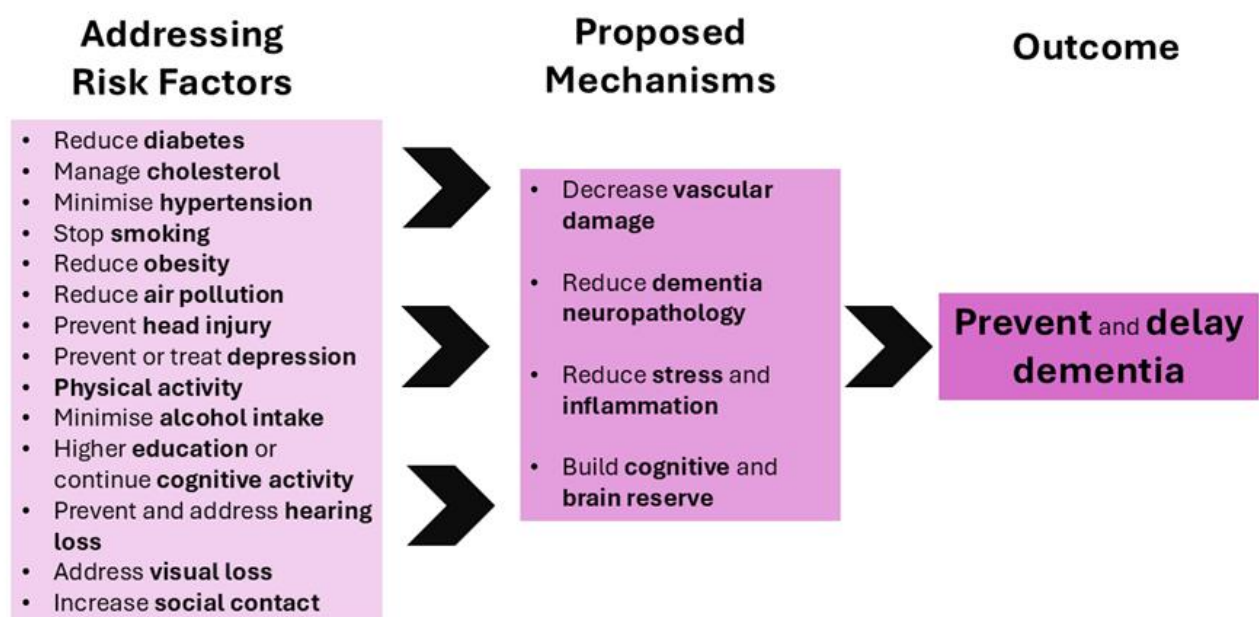 Addressing
Risk Factors
• Reduce diabetes
• Manage cholesterol
• Minimise hypertension
• Stop smoking
• Reduce obesity
• Reduce air pollution
• Prevent head injury
• Prevent or treat depression
• Physical activity
• Minimise alcohol intake
• Higher education or
continue cognitive activity
• Prevent and address hearing
loss
• Address visual loss
• Increase social contact
Proposed
Mechanisms
• Decrease vascular
damage
• Reduce dementia
neuropathology
• Reduce stress and
inflammation
• Build cognitive and
brain reserve
Outcome
Prevent and delay
dementia